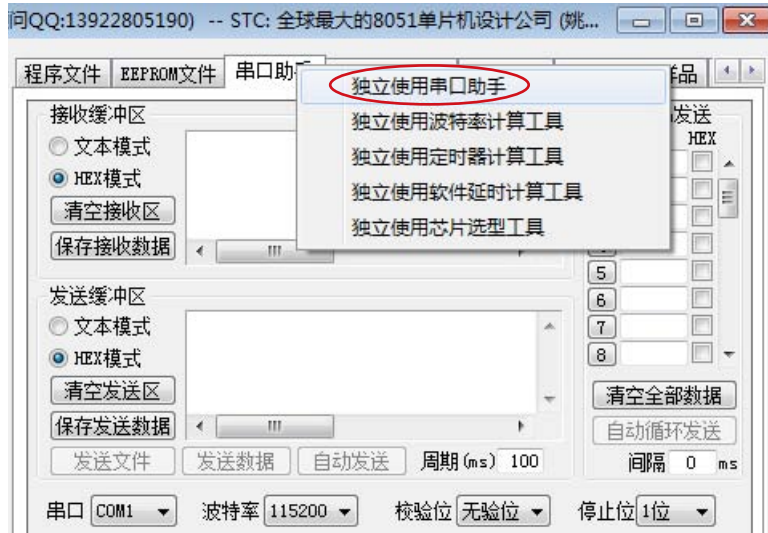 问QQ:13922805190) -- STC: 全球最大的8051单片机设计公司 (姚...
程序文件 EEPROM文件 串口助 样品
独立使用串口助手
独立使用波特率计算工具
独立使用定时器计算工具
独立使用软件延时计算工具
独立使用芯片选型工具
接收缓冲区
文本模式
HEX模式
清空接收区
保存接收数据
发送
HEX
5
6
7
8
发送缓冲区
文本模式
HEX模式
清空发送区
保存发送数据
清空全部数据
自动循环发送
发送文件 发送数据 自动发送 周期(ms) 100
间隔 0 ms
串口 COM1 波特率 115200 校验位 无验位 停止位 1位